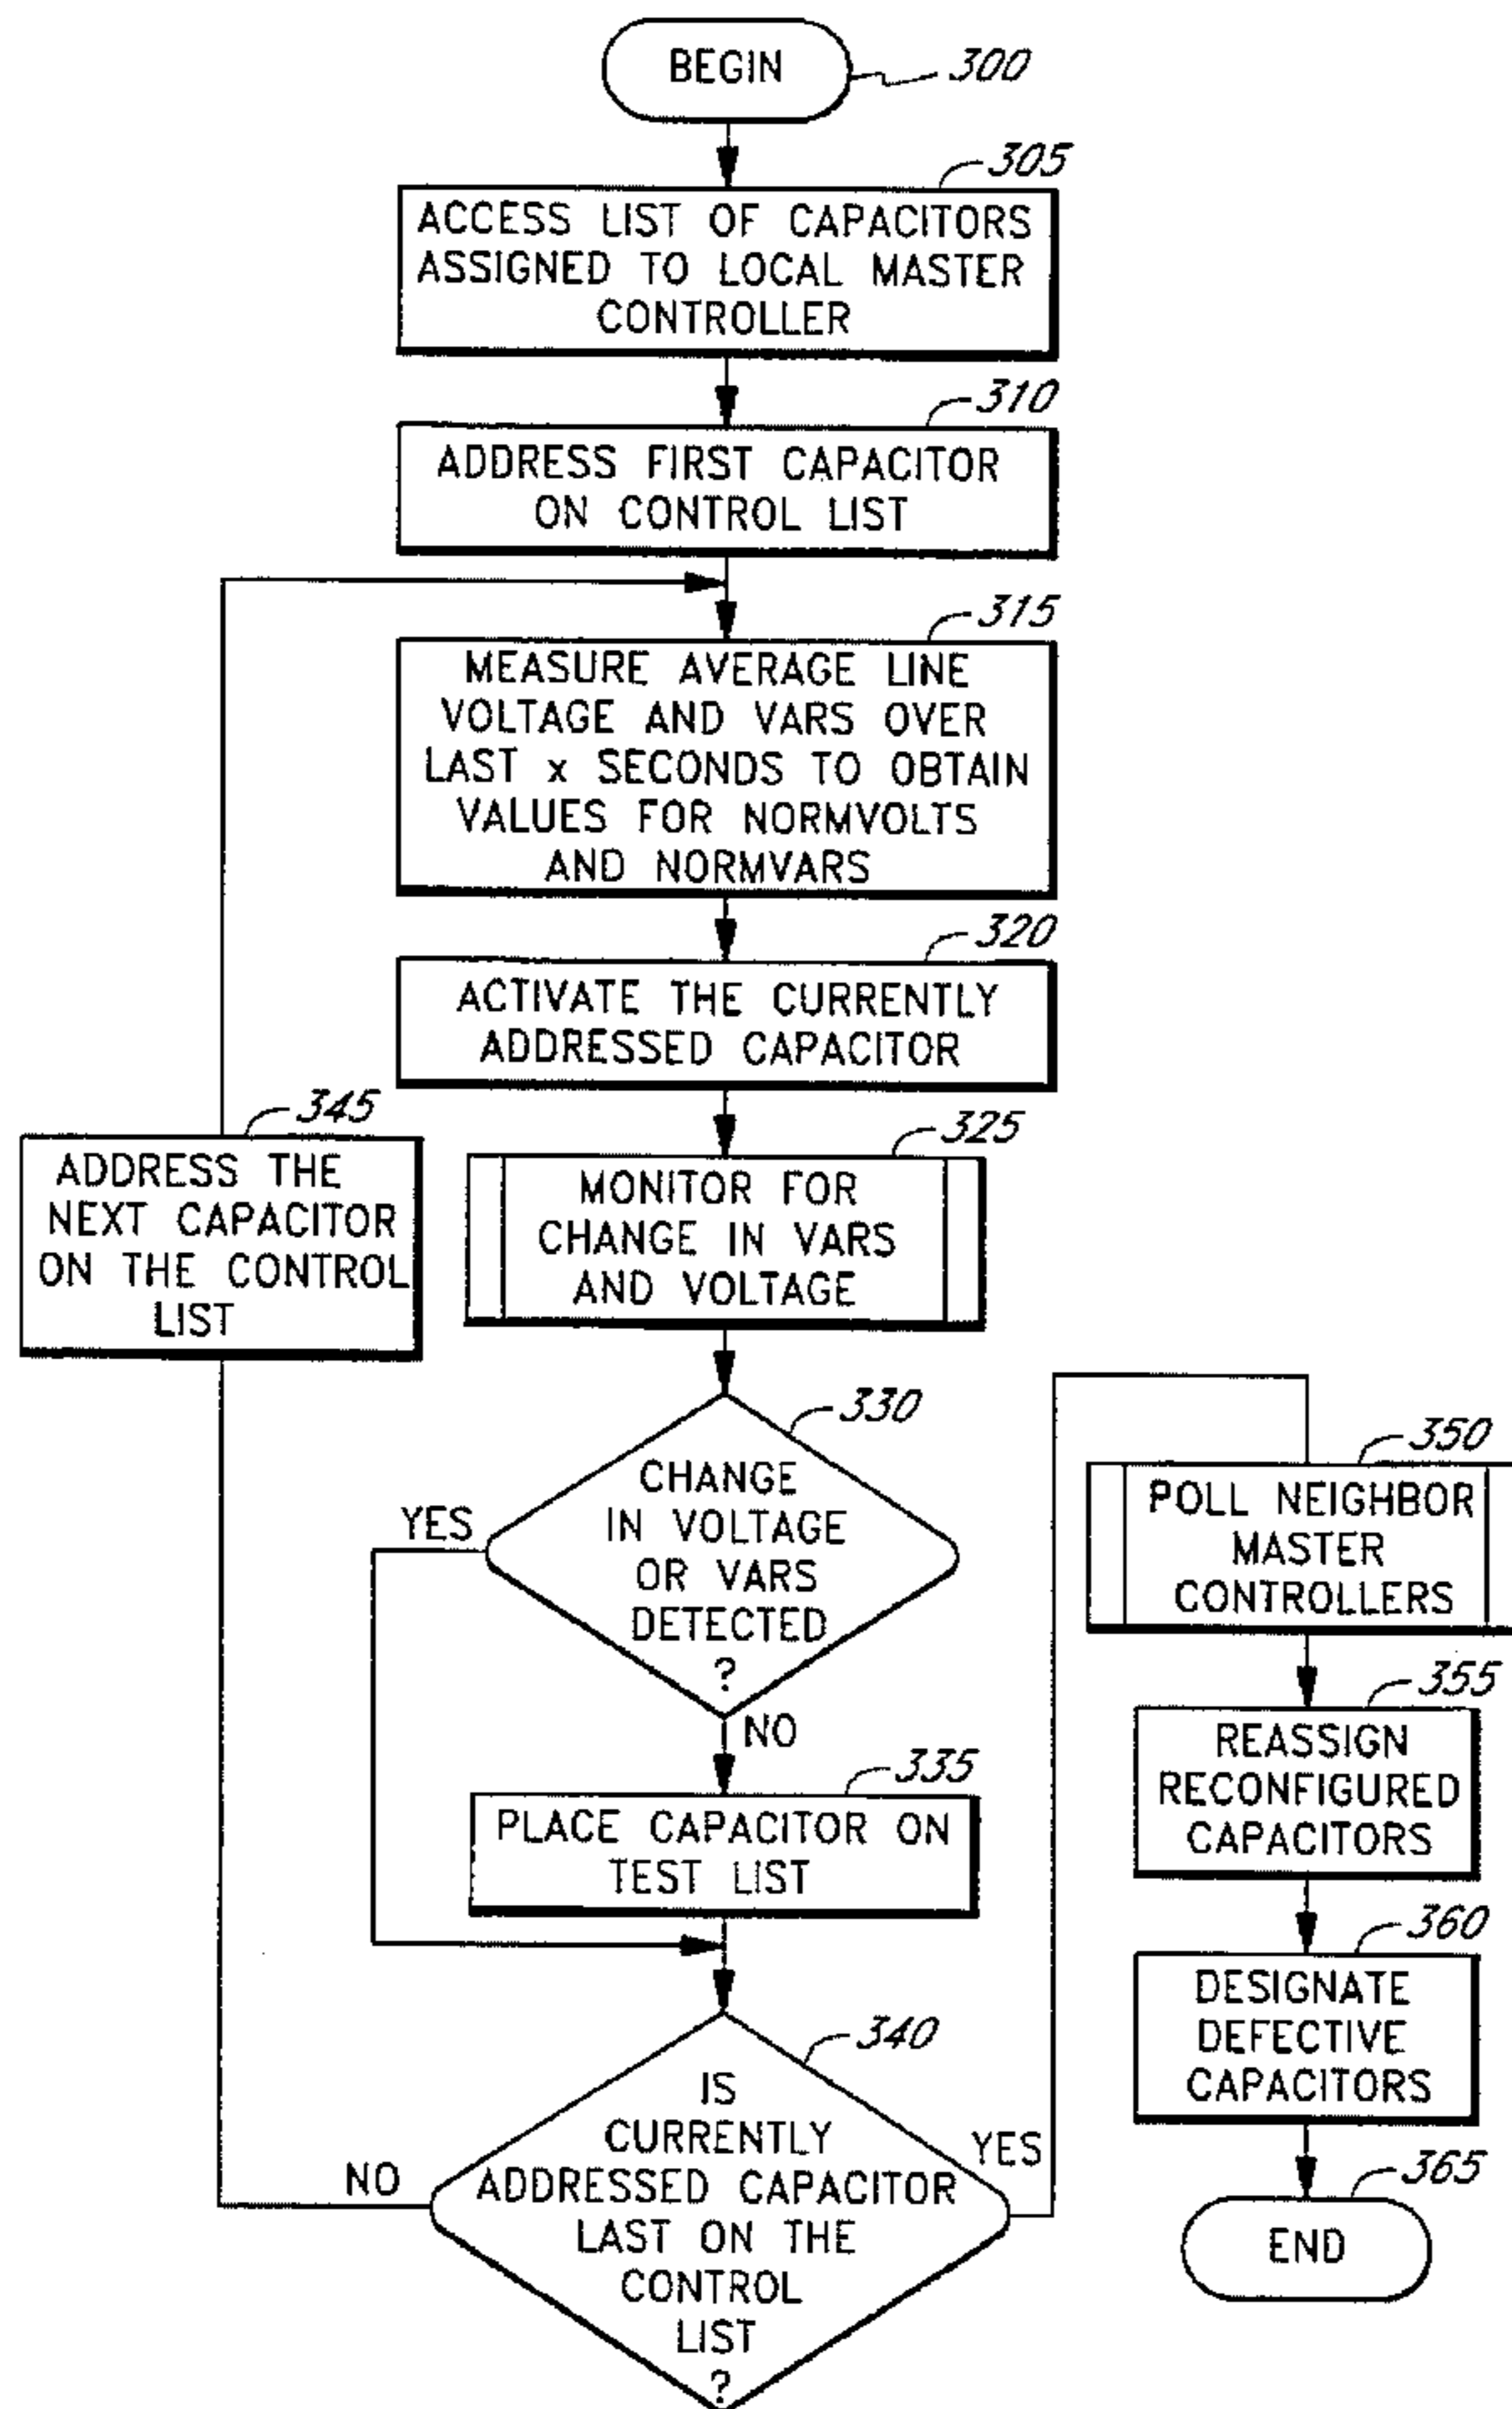 BEGIN
300
305
ACCESS LIST OF CAPACITORS
ASSIGNED TO LOCAL MASTER
CONTROLLER
310
ADDRESS FIRST CAPACITOR
ON CONTROL LIST
315
MEASURE AVERAGE LINE
VOLTAGE AND VARS OVER
LAST x SECONDS TO OBTAIN
VALUES FOR NORMVOLTS
AND NORMVARS
320
ACTIVATE THE CURRENTLY
ADDRESSED CAPACITOR
345
ADDRESS THE
NEXT CAPACITOR
ON THE CONTROL
LIST
325
MONITOR FOR
CHANGE IN VARS
AND VOLTAGE
330
CHANGE
IN VOLTAGE
OR VARS
DETECTED
?
YES
NO
335
PLACE CAPACITOR ON
TEST LIST
340
IS
CURRENTLY
ADDRESSED CAPACITOR
LAST ON THE
CONTROL
LIST
?
NO
YES
350
POLL NEIGHBOR
MASTER
CONTROLLERS
355
REASSIGN
RECONFIGURED
CAPACITORS
360
DESIGNATE
DEFECTIVE
CAPACITORS
365
END